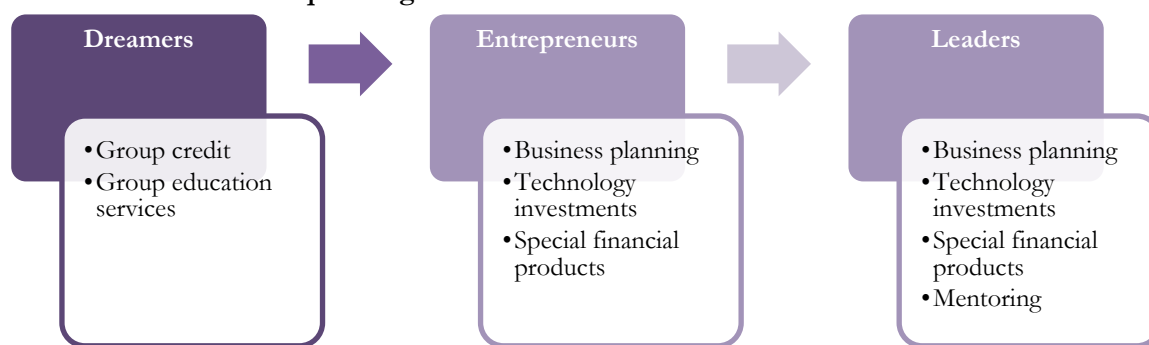 Dreamers
•Group credit
•Group education
services
Entrepreneurs
•Business planning
•Technology
investments
•Special financial
products
Leaders
•Business planning
•Technology
investments
•Special financial
products
•Mentoring